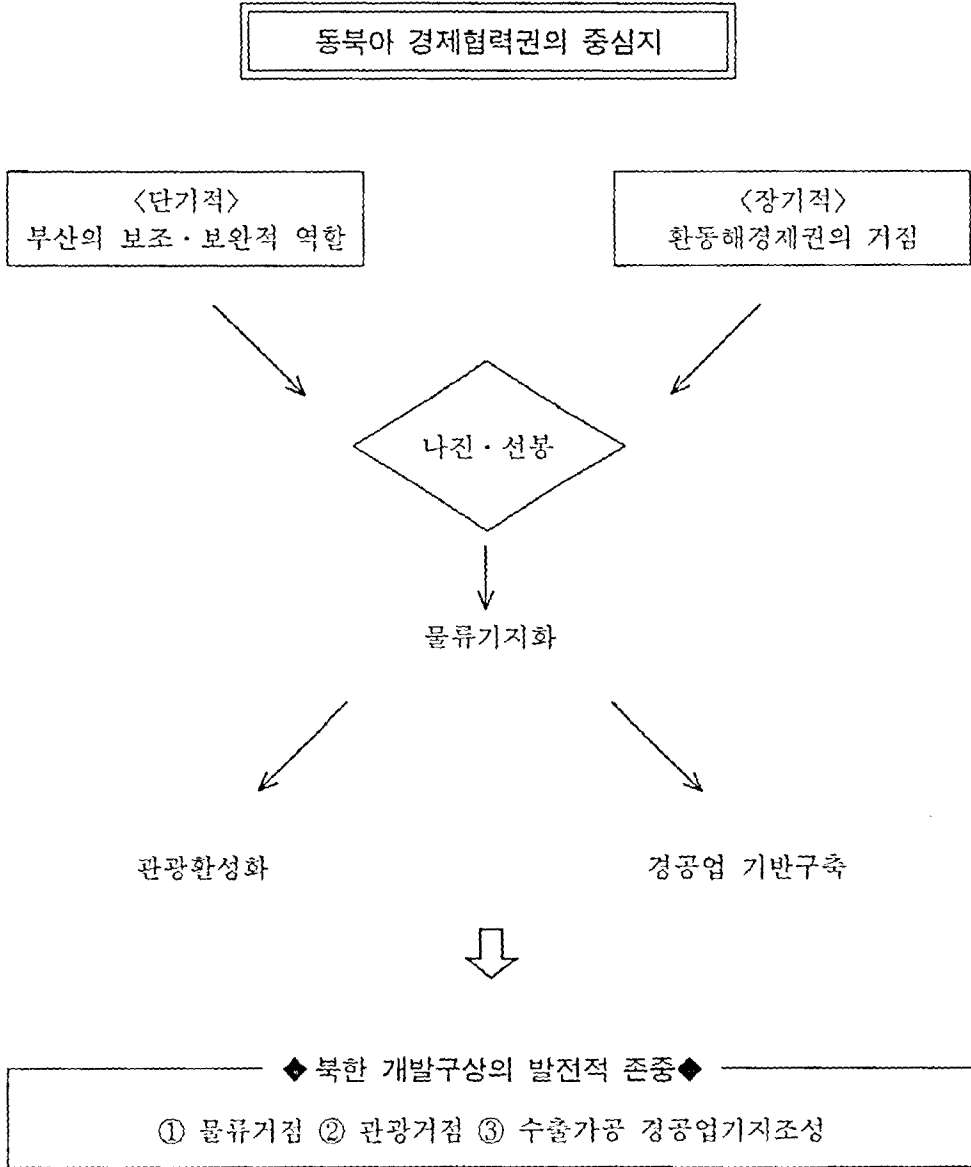 동북아 경제협력권의 중심지
〈단기적〉
부산의 보조·보완적 역할
〈장기적〉
환동해경제권의 거점
나진·선봉
물류기지화
관광활성화
경공업 기반구축
◆북한 개발구상의 발전적 존중◆
① 물류거점 ② 관광거점 ③ 수출가공 경공업기지조성